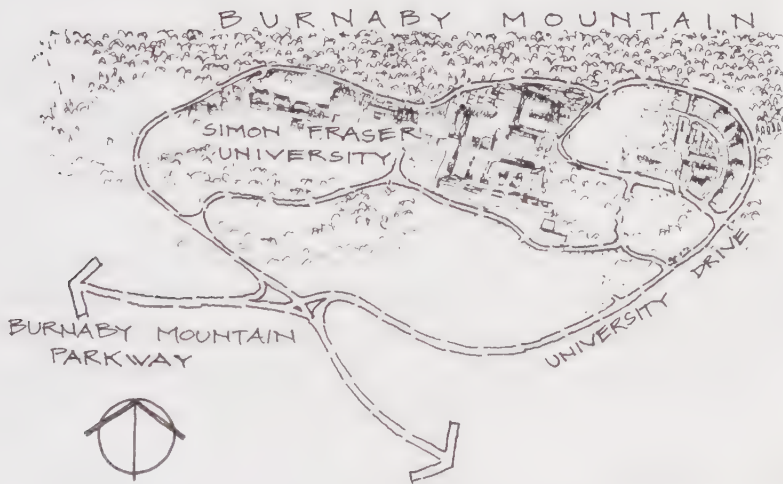 BURNABY MOUNTAIN
SIMON FRASER
UNIVERSITY
UNIVERSITY DRIVE
BURNABY MOUNTAIN
PARKWAY